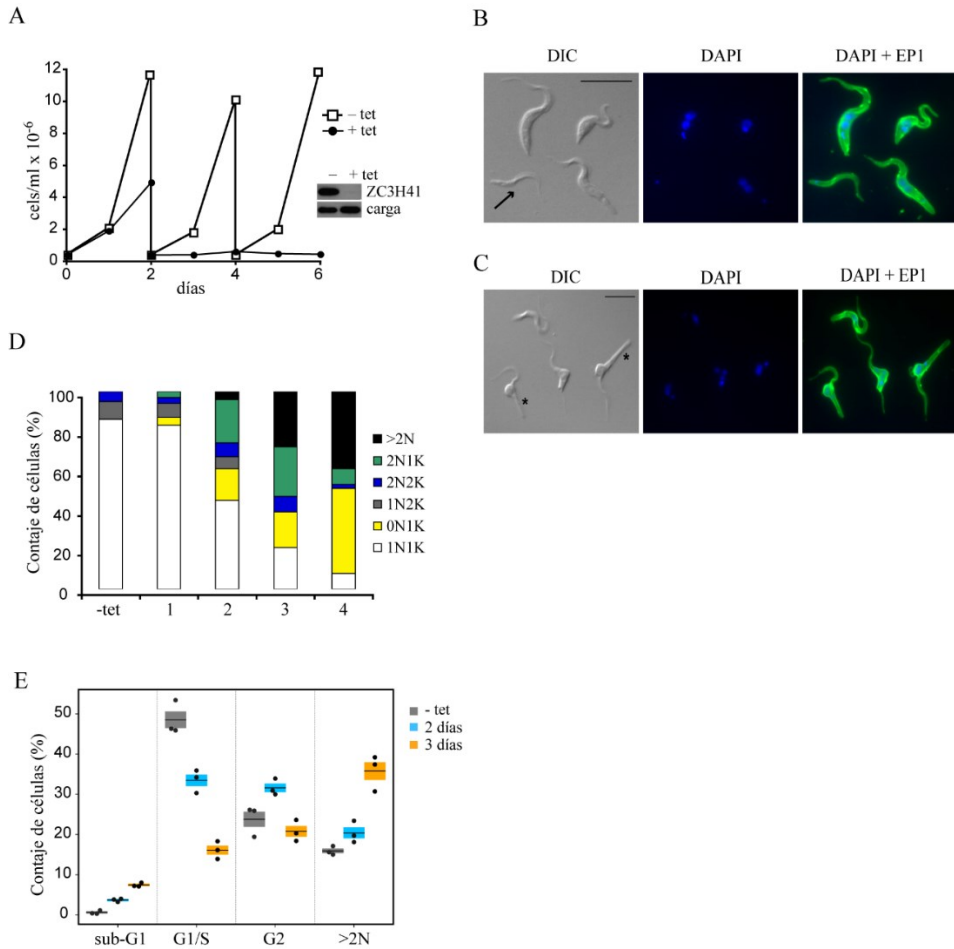 A
cels/ml x 10-6
12
10
8
6
4
2
0
0 2 4 6
días
– tet
+ tet
– + tet
ZC3H41
carga
B
DIC DAPI DAPI + EP1
C
DIC DAPI DAPI + EP1
*
*
D
Contaje de células (%)
100
80
60
40
20
0
-tet 1 2 3 4
>2N
2N1K
2N2K
1N2K
0N1K
1N1K
E
Contaje de células (%)
50
40
30
20
10
0
sub-G1 G1/S G2 >2N
- tet
2 días
3 días